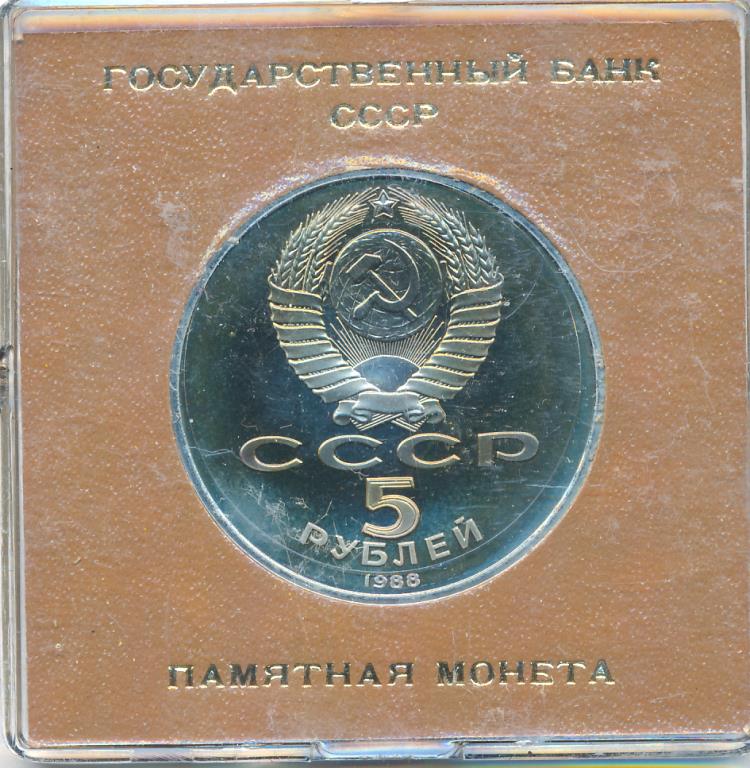 ГОСУДАРСТВЕННЫЙ БАНК
СССР
СССР
5
РУБЛЕЙ
1988
ПАМЯТНАЯ МОНЕТА